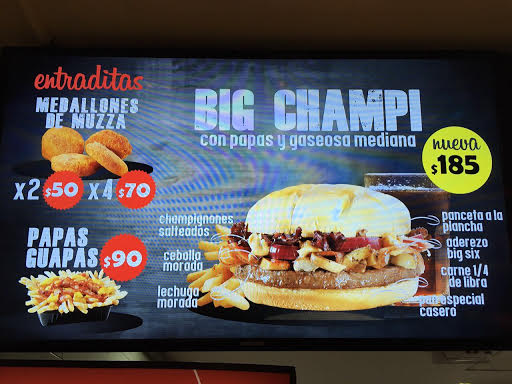 entraditas
MEDALLONES
DE MUZZA
x2 $50 x4 $70
PAPAS
GUAPAS $90
BIG CHAMPI
con papas y gaseosa mediana
nueva
$185
champignones
salteados
cebolla
morada
lechuga
morada
panceta a la
plancha
aderezo
big six
carne 1/4
de libra
pan especial
casero